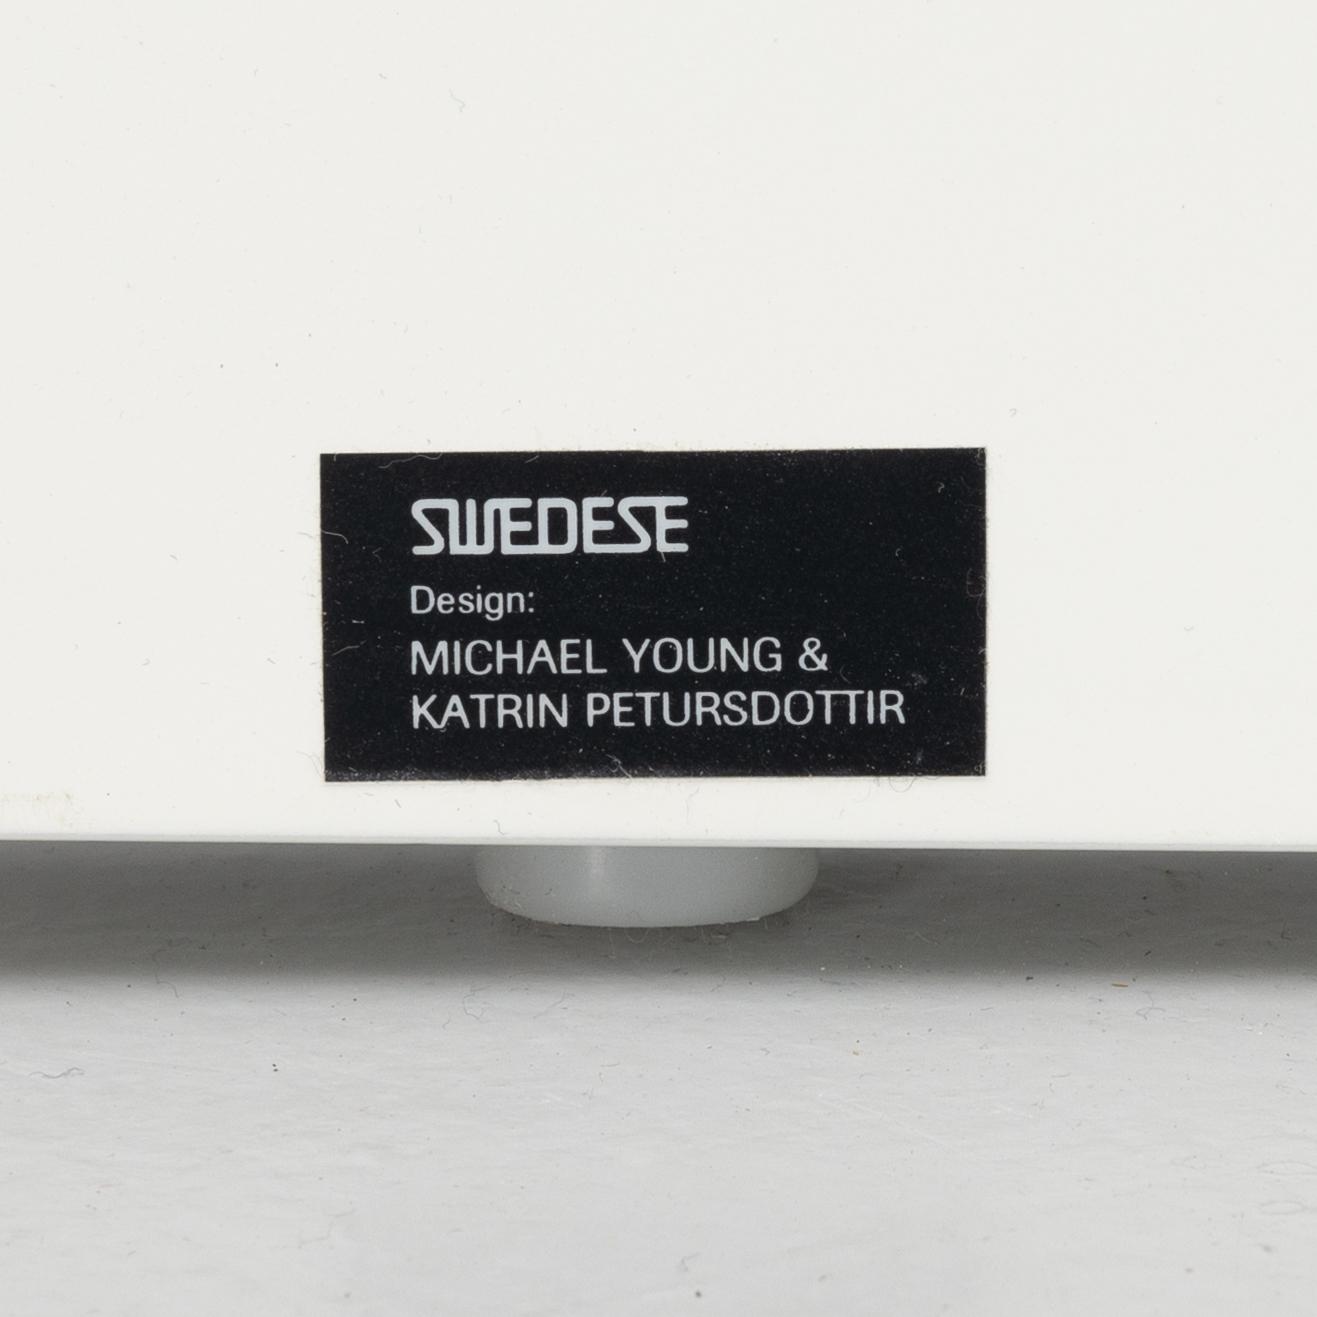 SWEDESE
Design:
MICHAEL YOUNG &
KATRIN PETURSDOTTIR